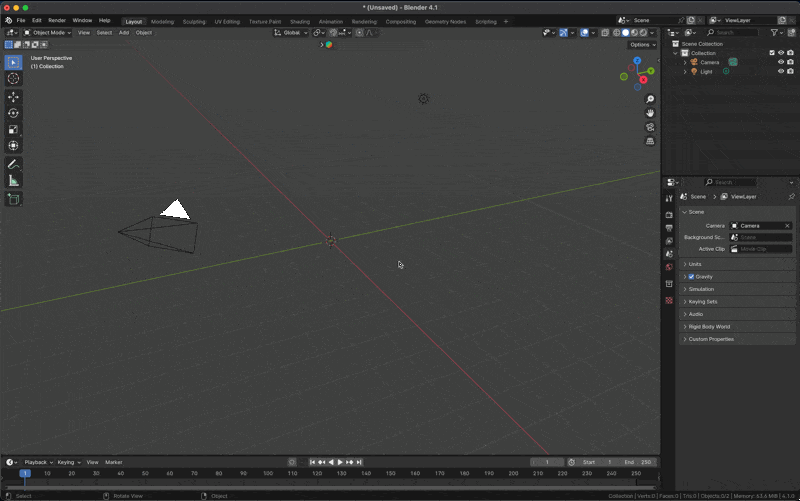 * (Unsaved) - Blender 4.1
File Edit Render Window Help Layout Modeling Sculpting UV Editing Texture Paint Shading Animation Rendering Compositing Geometry Nodes Scripting + Scene ViewLayer
Object Mode View Select Add Object Global
Options
User Perspective
(1) Collection
Search
Scene Collection
Collection
Camera
Light
Search
Scene ViewLayer
Scene
Camera Camera
Background Sc... Scene
Active Clip Movie Clip
Units
Gravity
Simulation
Keying Sets
Audio
Rigid Body World
Custom Properties
Playback Keying View Marker 1 Start 1 End 250
1 10 20 30 40 50 60 70 80 90 100 110 120 130 140 150 160 170 180 190 200 210 220 230 240 250
Select Rotate View Object Collection | Verts:0 | Faces:0 | Tris:0 | Objects:0/2 | Memory: 63.6 MiB | 4.1.0